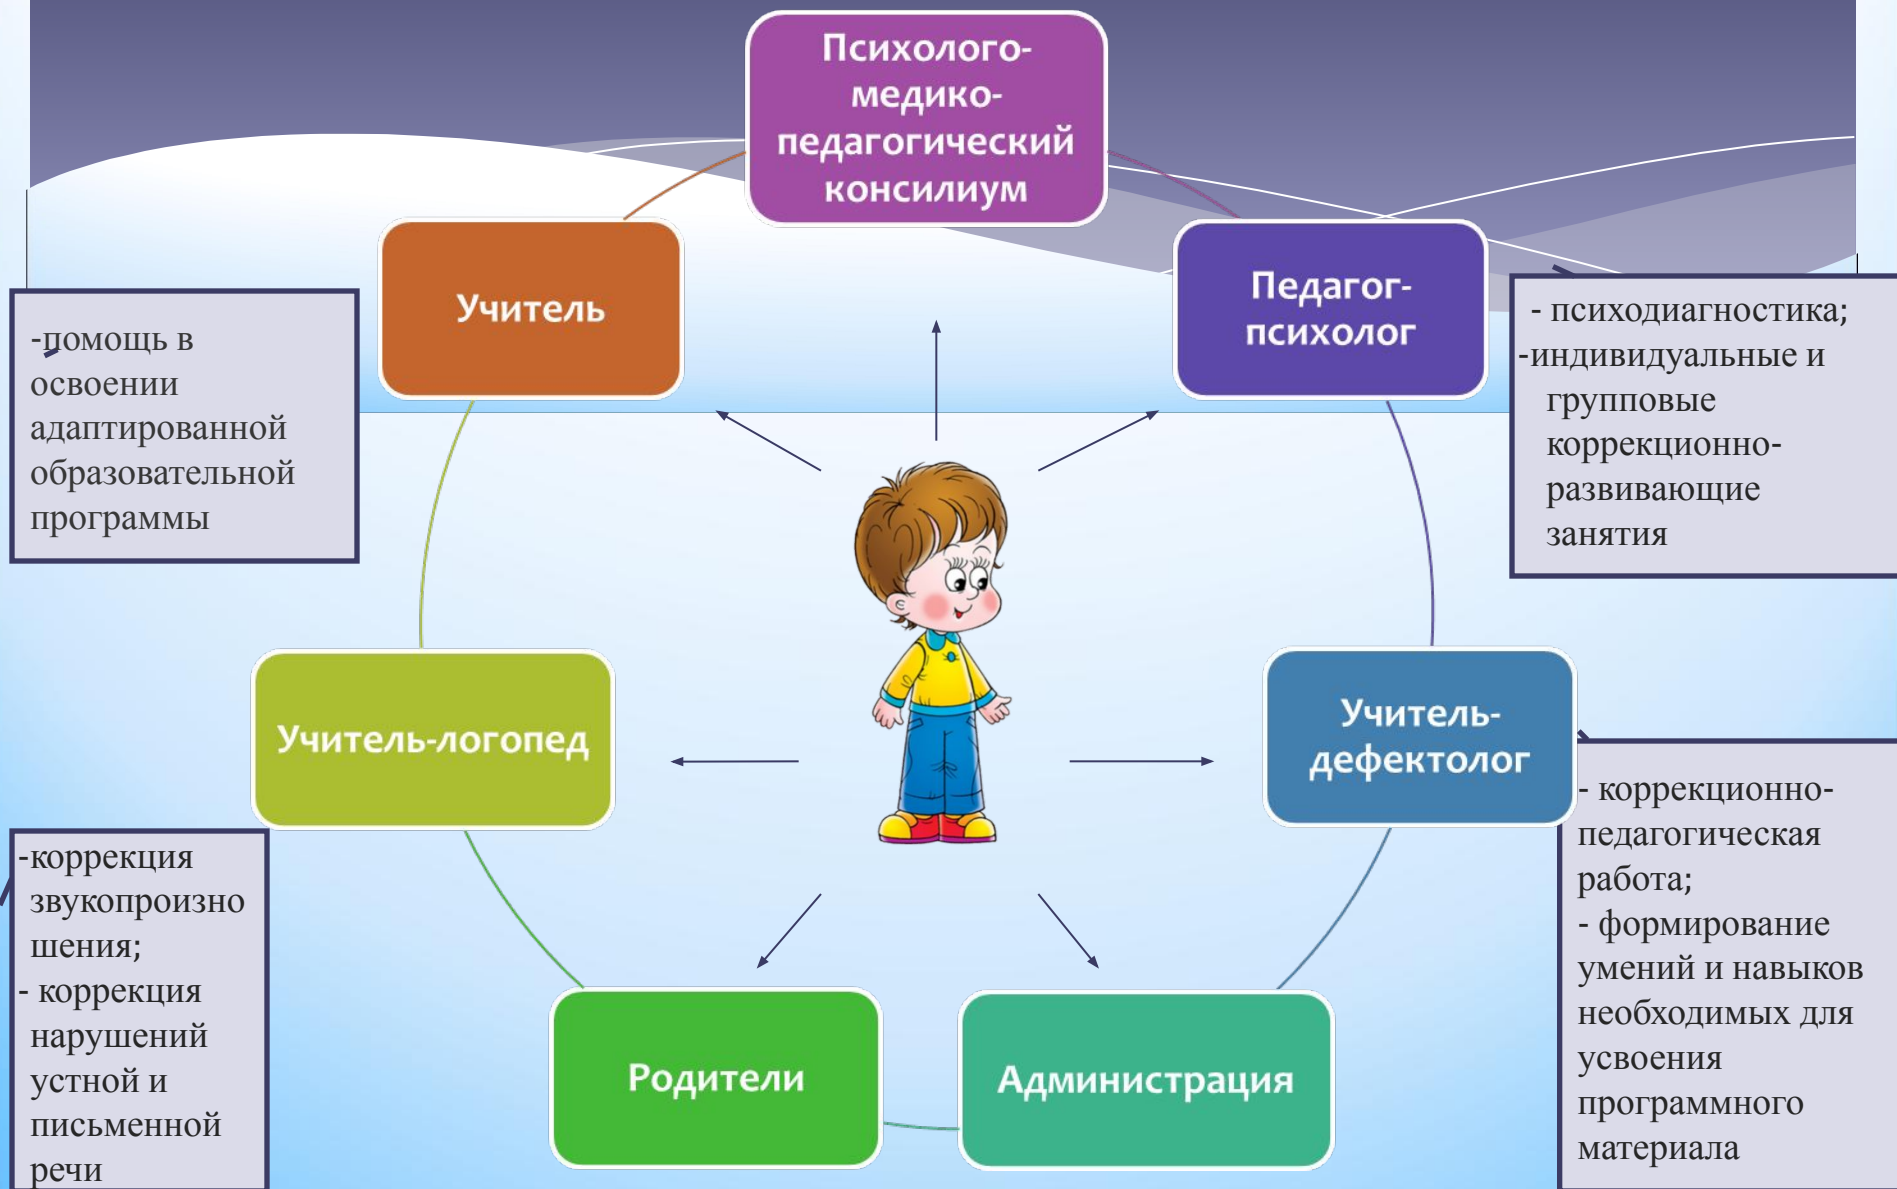 Психолого-
медико-
педагогический
консилиум
Учитель
Педагог-
психолог
-помощь в
освоении
адаптированной
образовательной
программы
- психодиагностика;
-индивидуальные и
групповые
коррекционно-
развивающие
занятия
Учитель-логопед
Учитель-
дефектолог
-коррекция
звукопроизно
шения;
- коррекция
нарушений
устной и
письменной
речи
- коррекционно-
педагогическая
работа;
- формирование
умений и навыков
необходимых для
усвоения
программного
материала
Родители
Администрация